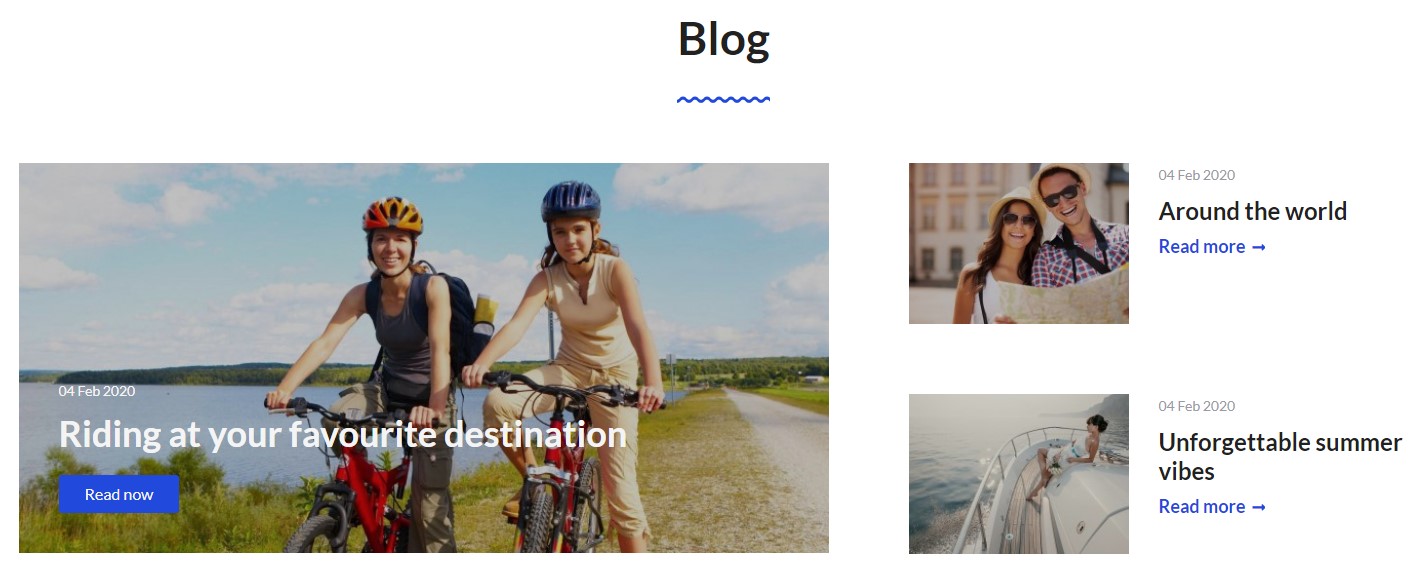 Blog
04 Feb 2020
Riding at your favourite destination
Read now
04 Feb 2020
Around the world
Read more →
04 Feb 2020
Unforgettable summer
vibes
Read more →